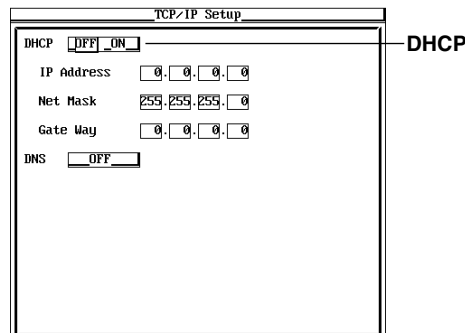 TCP/IP Setup
DHCP OFF ON DHCP
IP Address 0. 0. 0. 0
Net Mask 255.255.255. 0
Gate Way 0. 0. 0. 0
DNS OFF